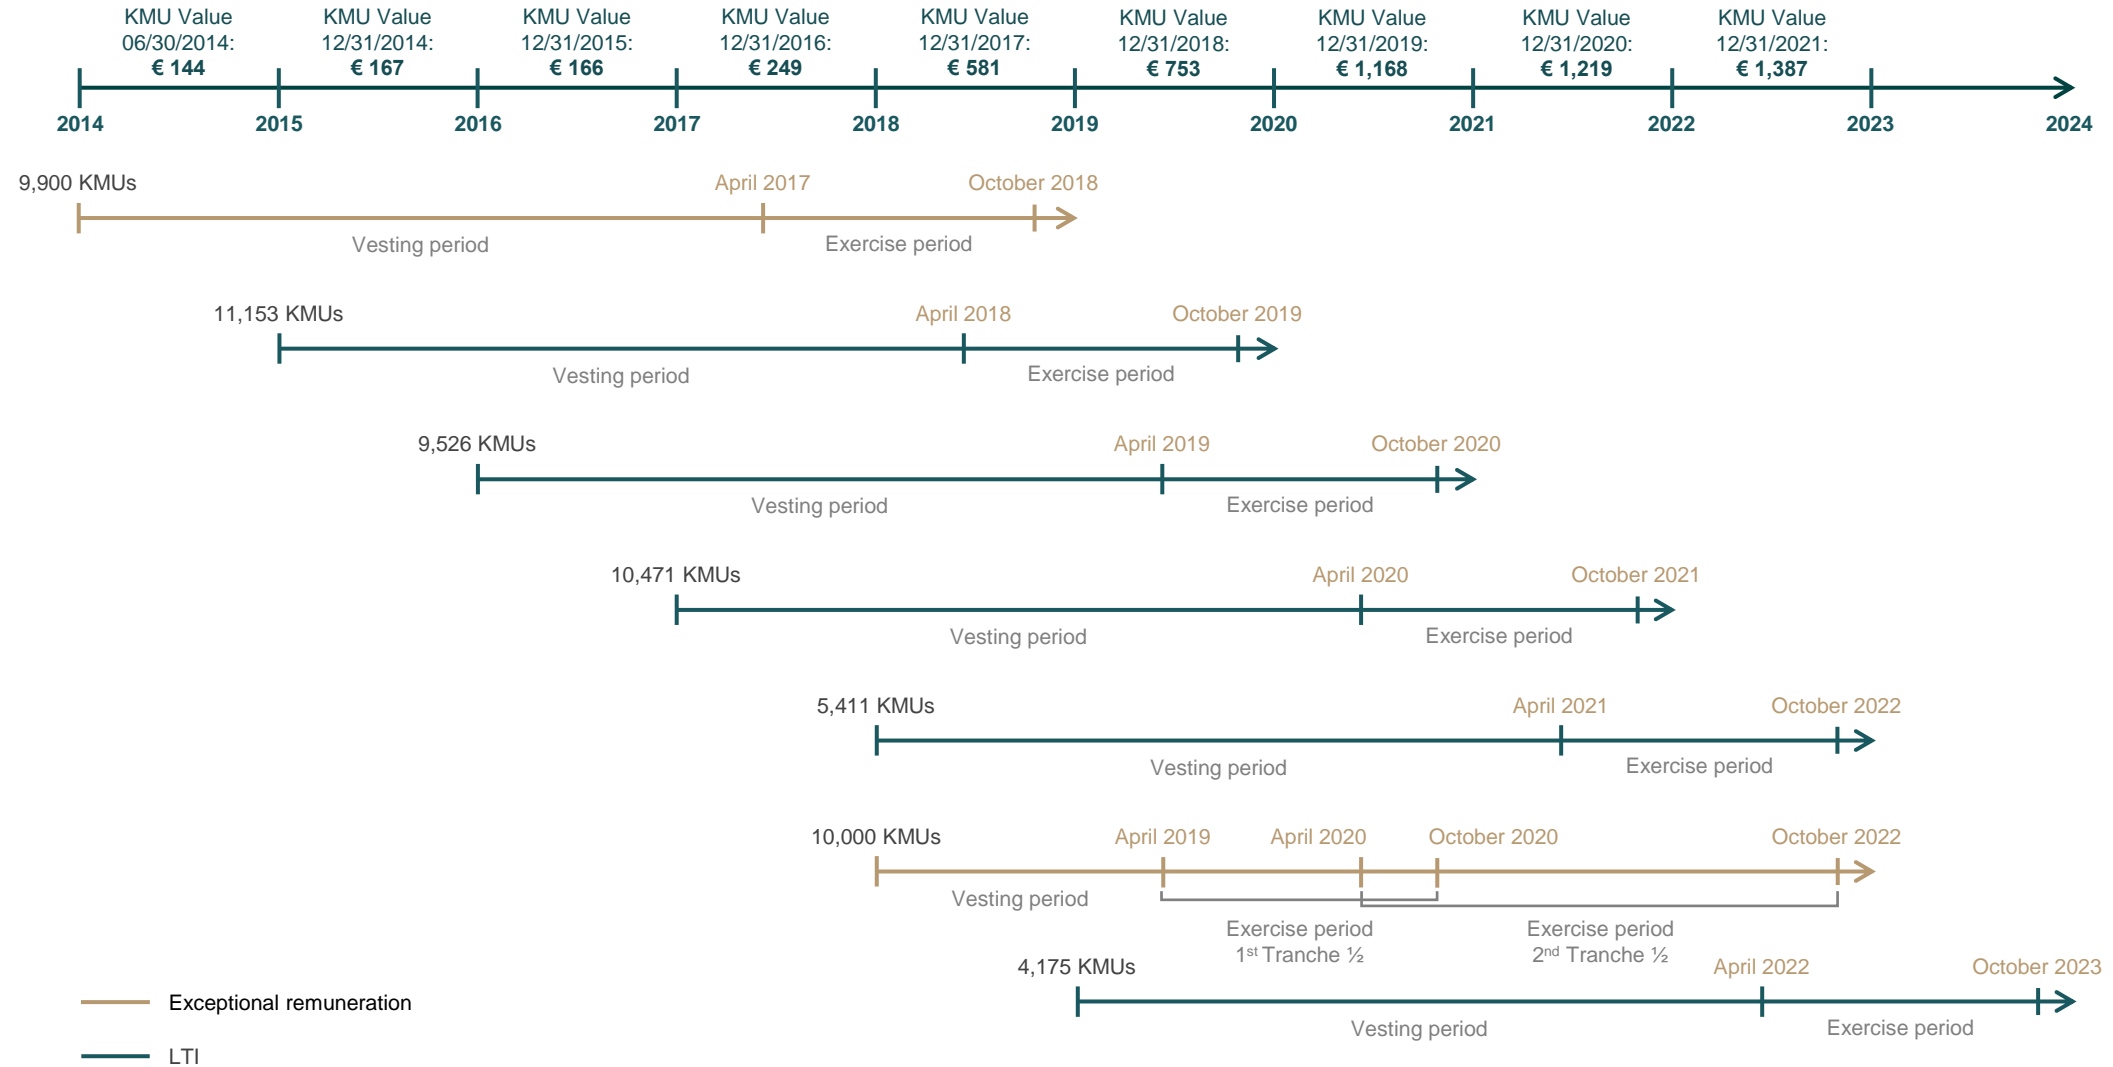 KMU Value
06/30/2014:
€ 144
KMU Value
12/31/2014:
€ 167
KMU Value
12/31/2015:
€ 166
KMU Value
12/31/2016:
€ 249
KMU Value
12/31/2017:
€ 581
KMU Value
12/31/2018:
€ 753
KMU Value
12/31/2019:
€ 1,168
KMU Value
12/31/2020:
€ 1,219
KMU Value
12/31/2021:
€ 1,387
2014
2015
2016
2017
2018
2019
2020
2021
2022
2023
2024
9,900 KMUs
April 2017
October 2018
Vesting period
Exercise period
11,153 KMUs
April 2018
October 2019
Vesting period
Exercise period
9,526 KMUs
April 2019
October 2020
Vesting period
Exercise period
10,471 KMUs
April 2020
October 2021
Vesting period
Exercise period
5,411 KMUs
April 2021
October 2022
Vesting period
Exercise period
10,000 KMUs
April 2019
April 2020
October 2020
October 2022
Vesting period
Exercise period
1st Tranche ½
Exercise period
2nd Tranche ½
4,175 KMUs
April 2022
October 2023
Vesting period
Exercise period
Exceptional remuneration
LTI